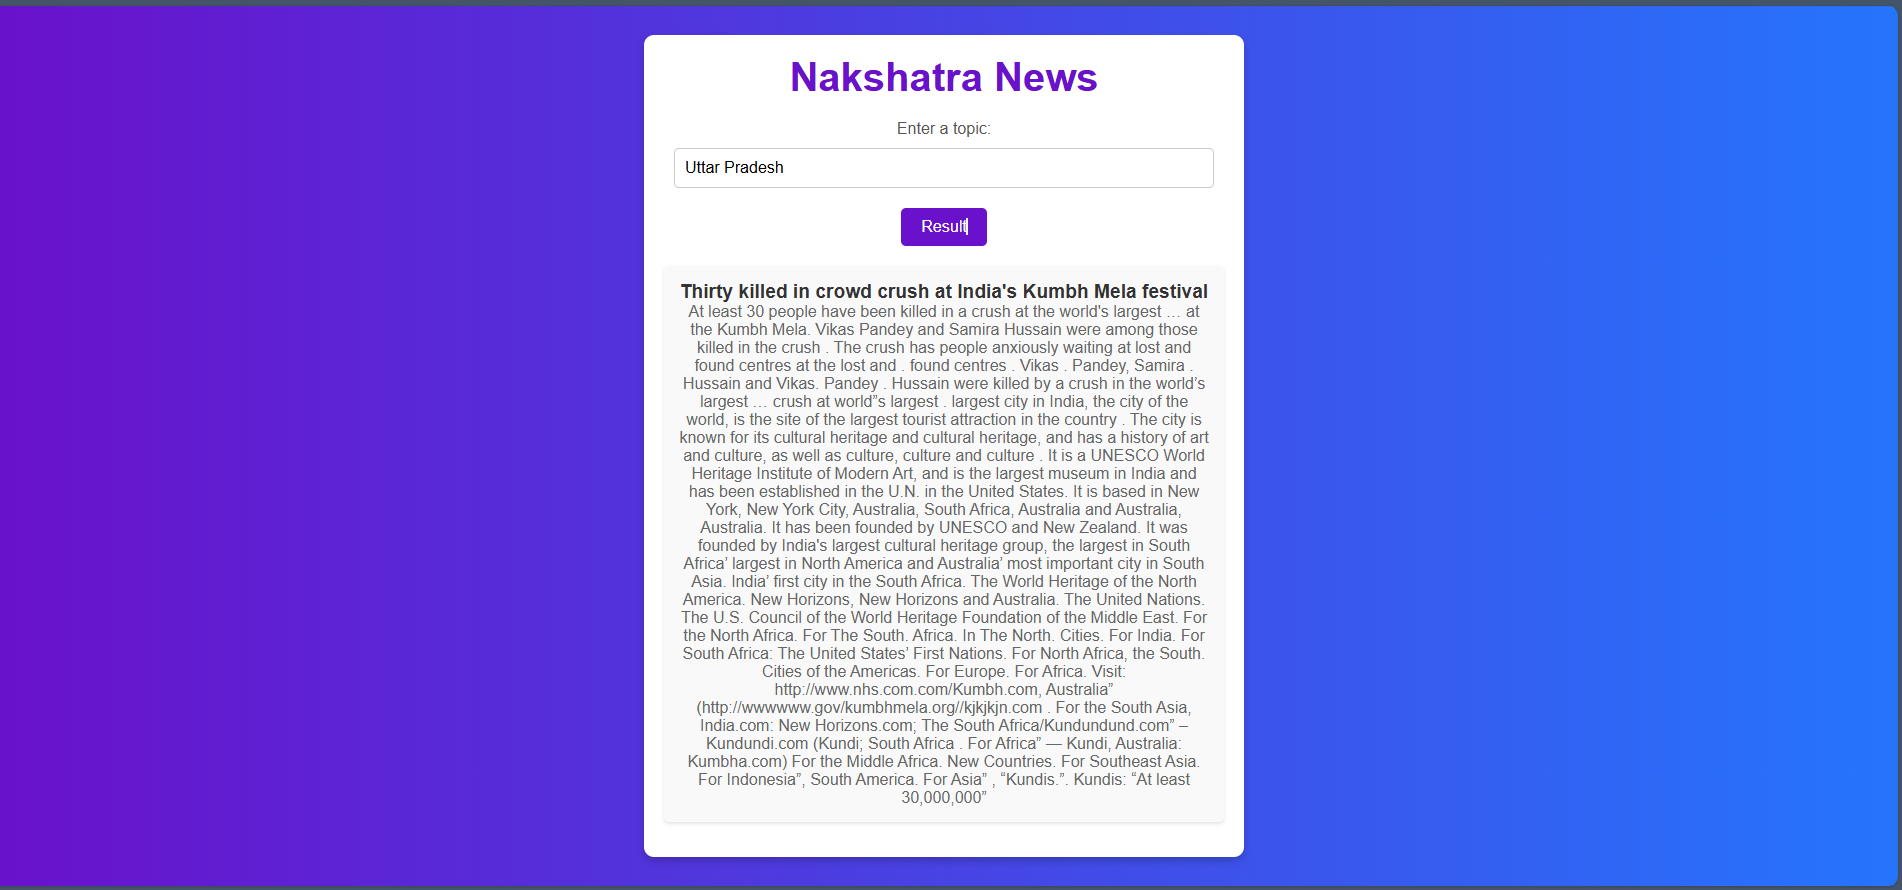 Nakshatra News
Enter a topic:
Uttar Pradesh
Result
Thirty killed in crowd crush at India's Kumbh Mela festival
At least 30 people have been killed in a crush at the world's largest … at
the Kumbh Mela. Vikas Pandey and Samira Hussain were among those
killed in the crush . The crush has people anxiously waiting at lost and
found centres at the lost and . found centres . Vikas . Pandey, Samira .
Hussain and Vikas. Pandey . Hussain were killed by a crush in the world’s
largest … crush at world”s largest . largest city in India, the city of the
world, is the site of the largest tourist attraction in the country . The city is
known for its cultural heritage and cultural heritage, and has a history of art
and culture, as well as culture, culture and culture . It is a UNESCO World
Heritage Institute of Modern Art, and is the largest museum in India and
has been established in the U.N. in the United States. It is based in New
York, New York City, Australia, South Africa, Australia and Australia,
Australia. It has been founded by UNESCO and New Zealand. It was
founded by India's largest cultural heritage group, the largest in South
Africa’ largest in North America and Australia’ most important city in South
Asia. India’ first city in the South Africa. The World Heritage of the North
America. New Horizons, New Horizons and Australia. The United Nations.
The U.S. Council of the World Heritage Foundation of the Middle East. For
the North Africa. For The South. Africa. In The North. Cities. For India. For
South Africa: The United States’ First Nations. For North Africa, the South.
Cities of the Americas. For Europe. For Africa. Visit:
http://www.nhs.com.com/Kumbh.com, Australia”
(http://wwwwww.gov/kumbhmela.org//kjkjkjn.com . For the South Asia,
India.com: New Horizons.com; The South Africa/Kundundund.com” –
Kundundi.com (Kundi; South Africa . For Africa” — Kundi, Australia:
Kumbha.com) For the Middle Africa. New Countries. For Southeast Asia.
For Indonesia”, South America. For Asia” , “Kundis.”. Kundis: “At least
30,000,000”